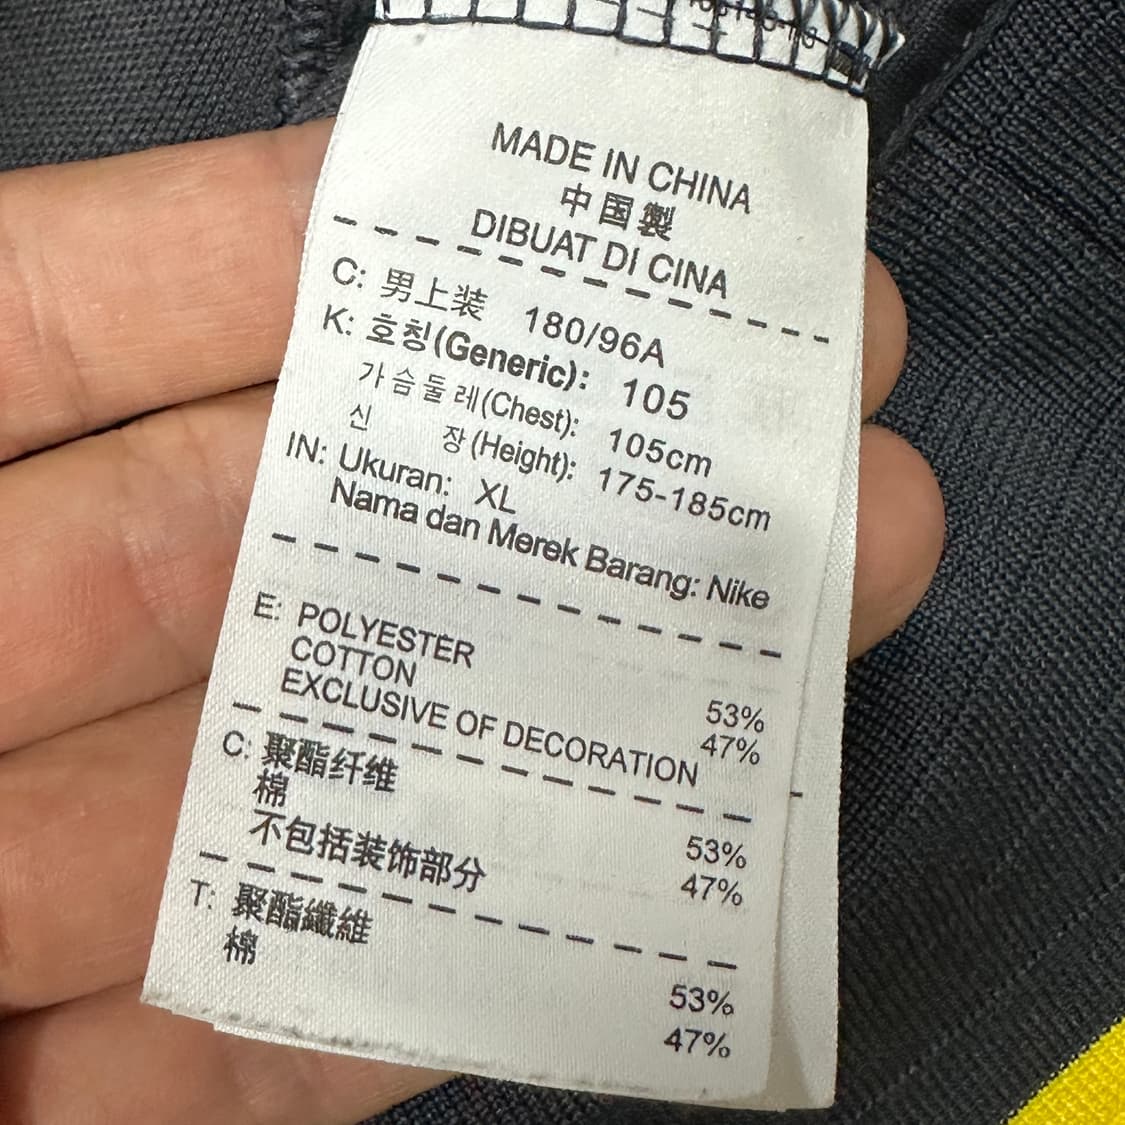 MADE IN CHINA
中国製
DIBUAT DI CINA
C: 男上装 180/96A
K: 호칭(Generic): 105
가슴둘레(Chest): 105cm
신 장(Height): 175-185cm
IN: Ukuran: XL
Nama dan Merek Barang: Nike
E: POLYESTER 53%
COTTON 47%
EXCLUSIVE OF DECORATION
C: 聚酯纤维 53%
棉 47%
不包括装饰部分
T: 聚酯纖維 53%
棉 47%